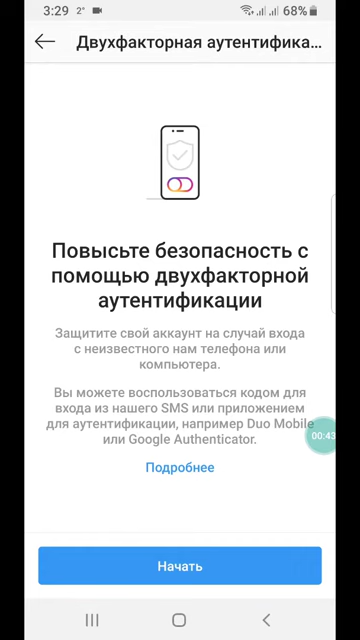 3:29 2° 68%
Двухфакторная аутентифика...
Повысьте безопасность с
помощью двухфакторной
аутентификации
Защитите свой аккаунт на случай входа
с неизвестного нам телефона или
компьютера.
Вы можете воспользоваться кодом для
входа из нашего SMS или приложением
для аутентификации, например Duo Mobile
или Google Authenticator.
00:43
Подробнее
Начать